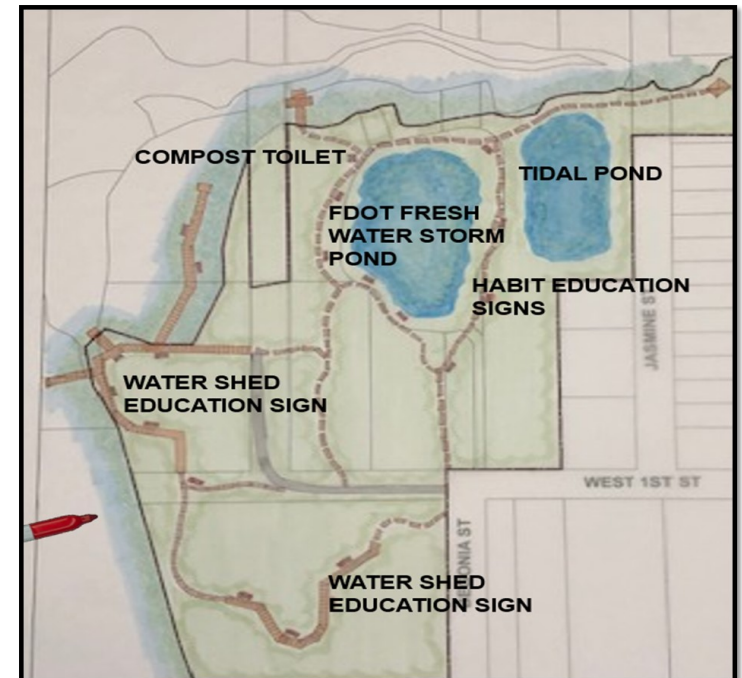 COMPOST TOILET
TIDAL POND
FDOT FRESH
WATER STORM
POND
HABIT EDUCATION
SIGNS
JASMINE ST
WATER SHED
EDUCATION SIGN
WEST 1ST ST
WATER SHED
EDUCATION SIGN